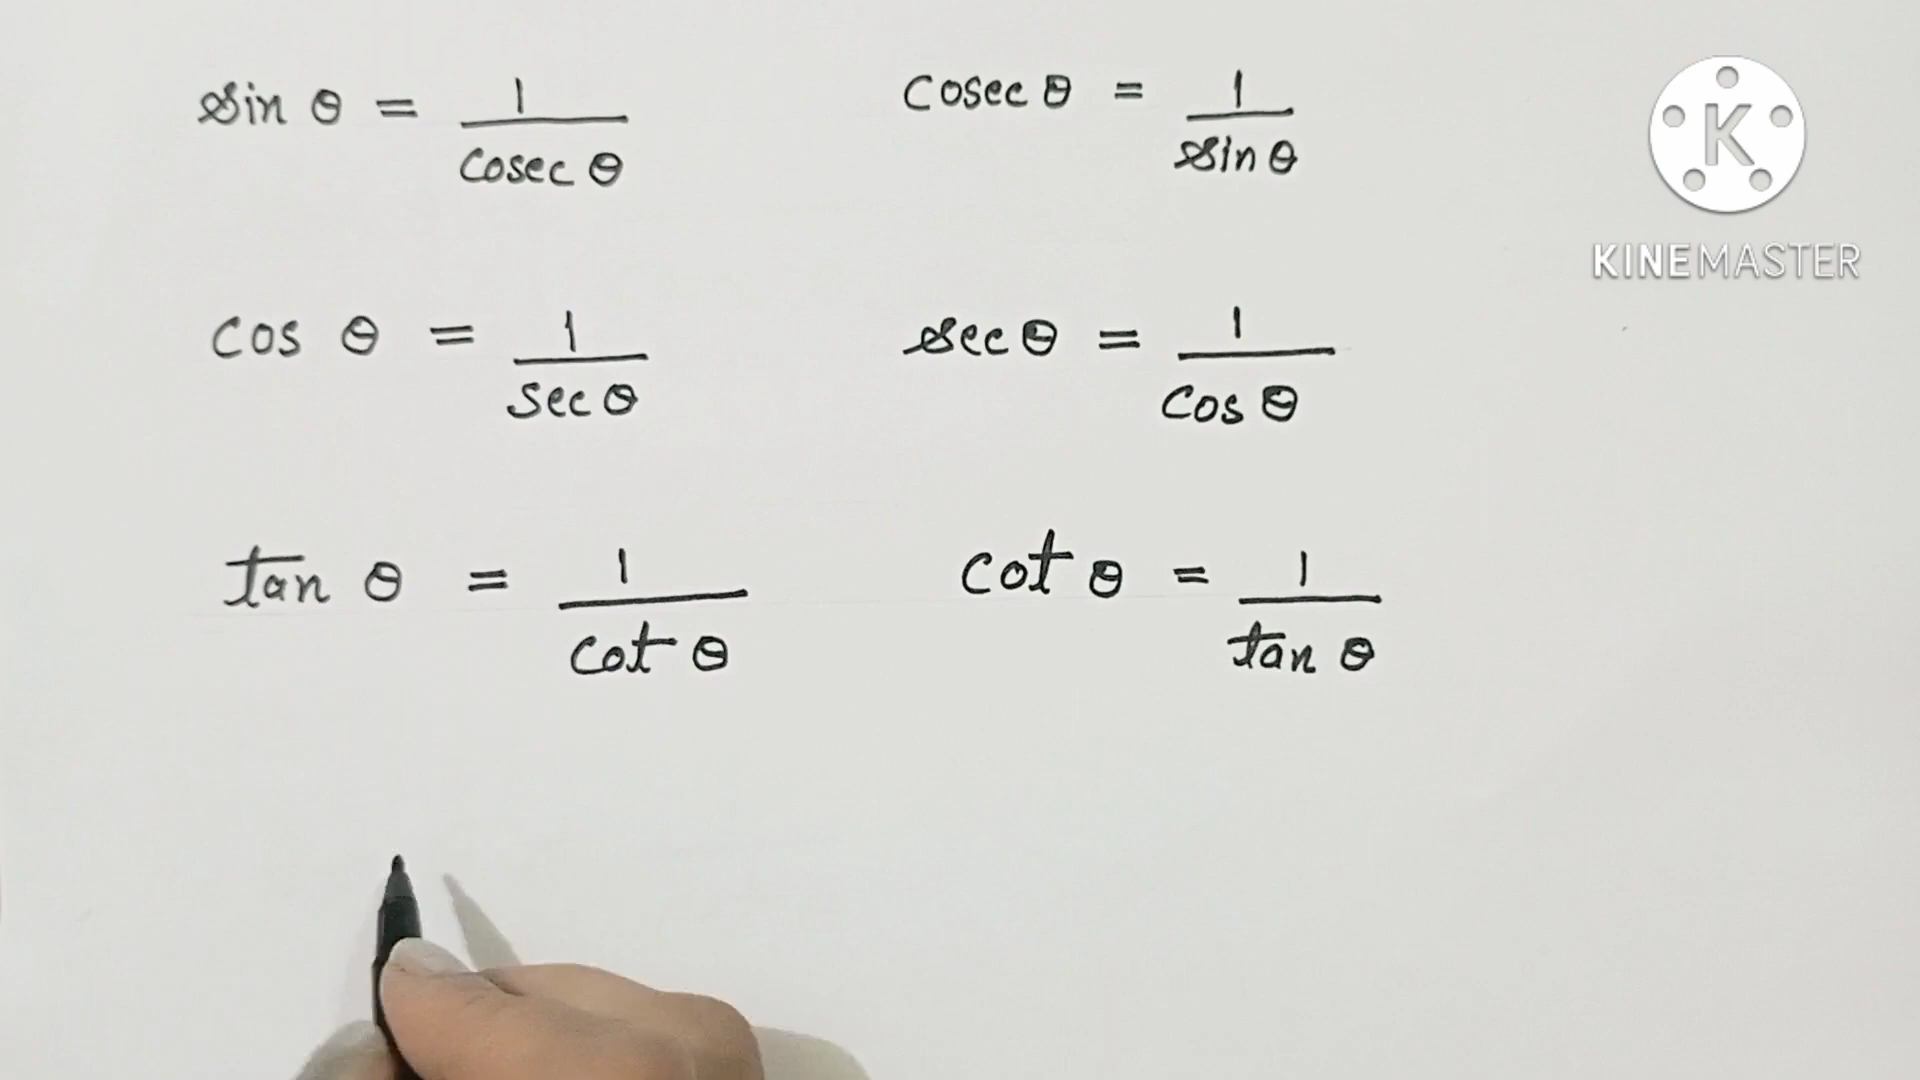 sin θ = 1/cosec θ
cosec θ = 1/sin θ
K
KINEMASTER
cos θ = 1/sec θ
sec θ = 1/cos θ
tan θ = 1/cot θ
cot θ = 1/tan θ